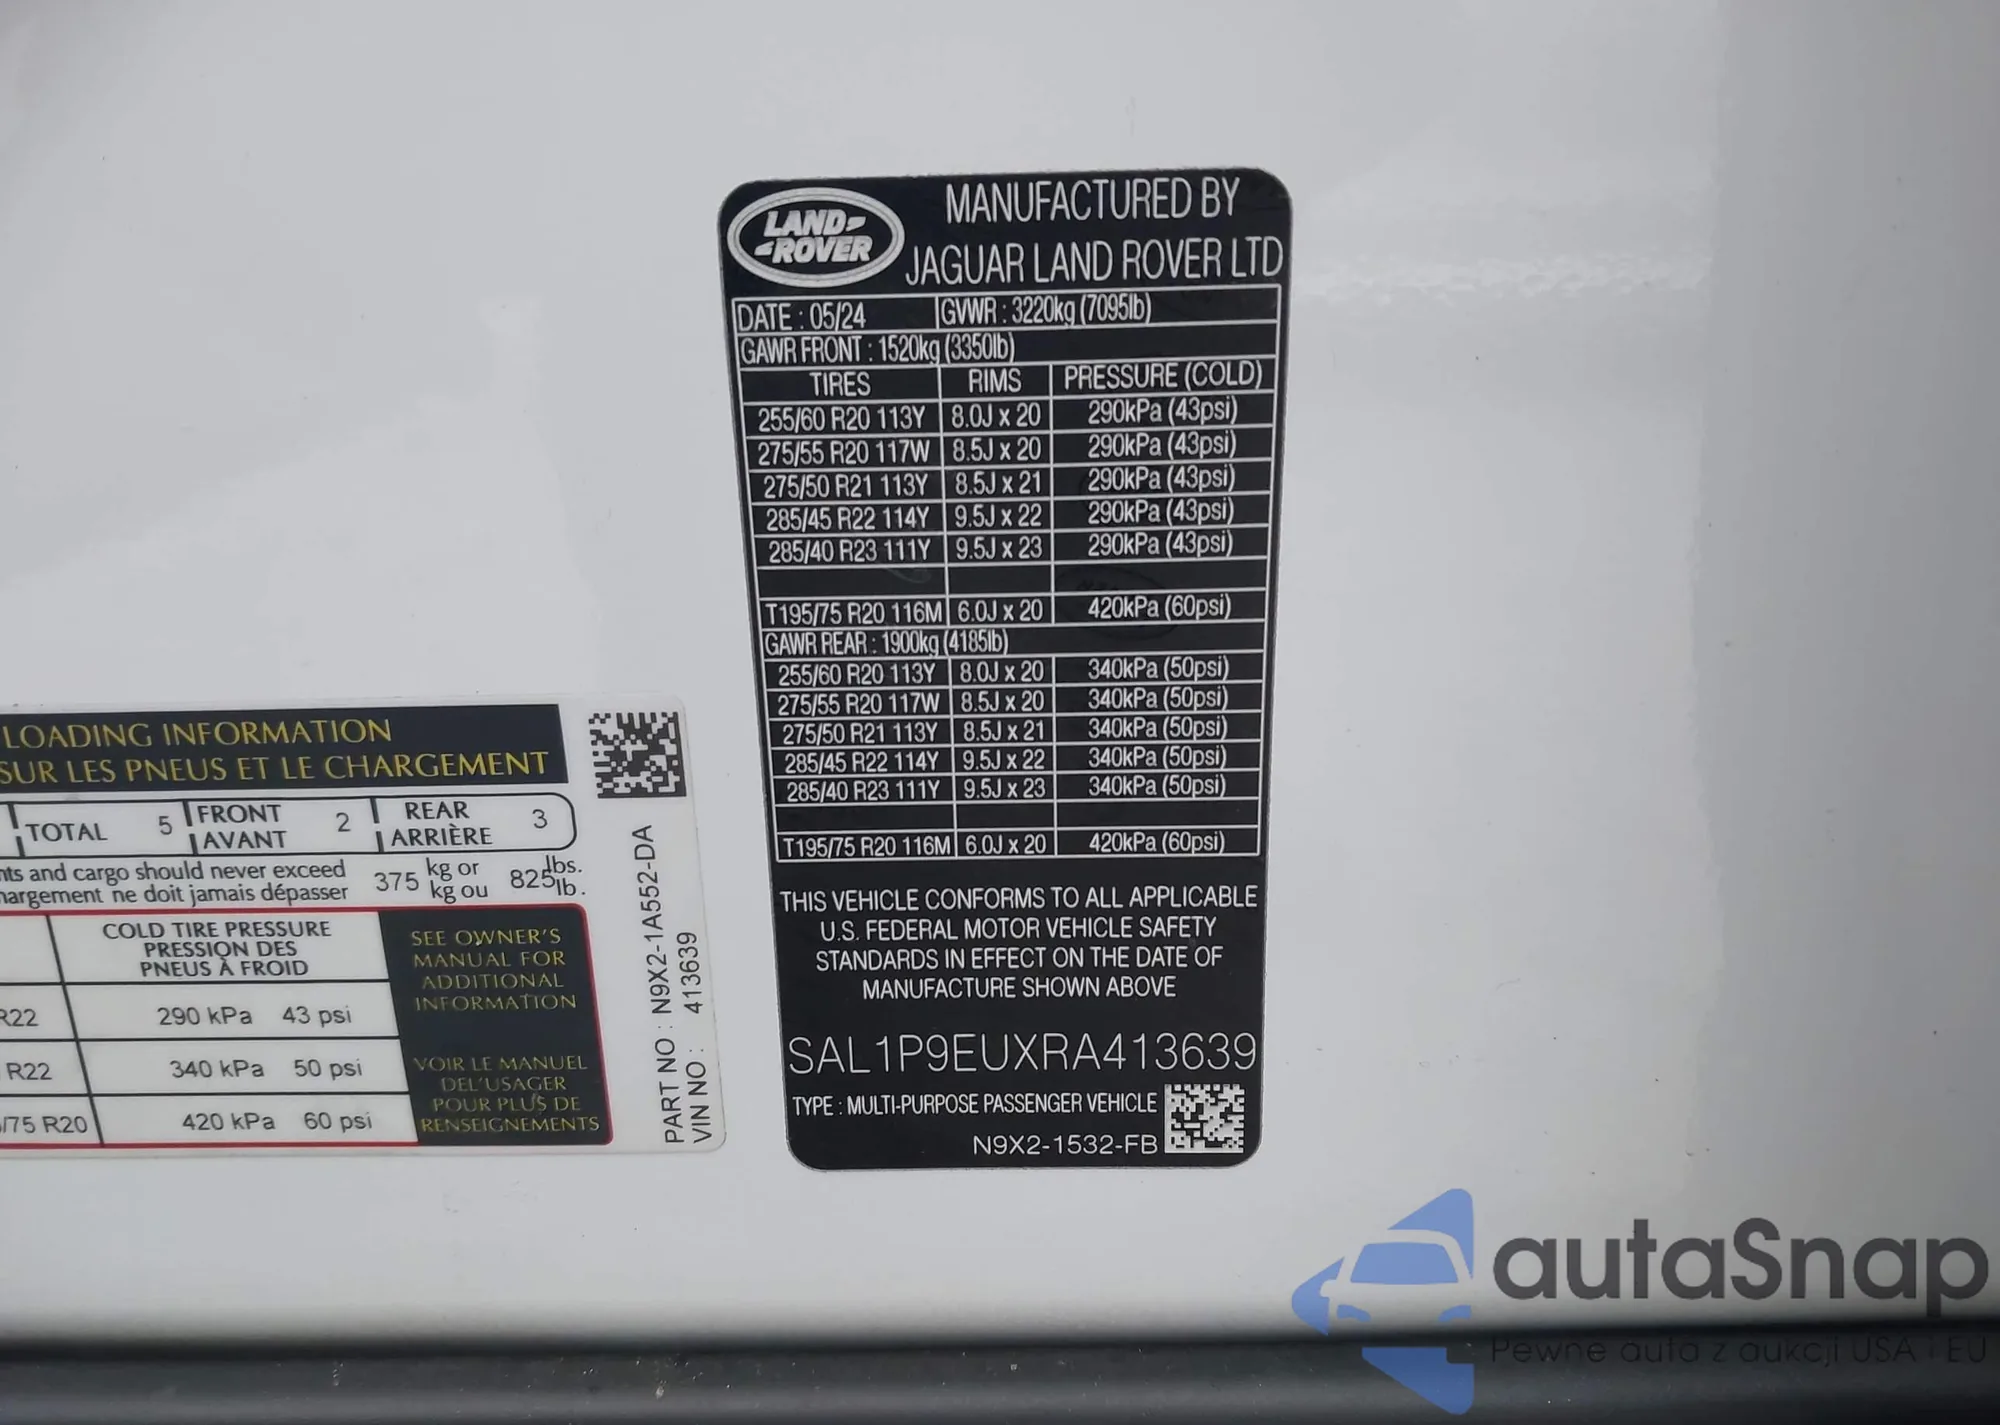 LAND-
-ROVER
MANUFACTURED BY
JAGUAR LAND ROVER LTD
DATE : 05/24 GVWR : 3220kg (7095lb)
GAWR FRONT : 1520kg (3350lb)
TIRES RIMS PRESSURE (COLD)
255/60 R20 113Y 8.0J x 20 290kPa (43psi)
275/55 R20 117W 8.5J x 20 290kPa (43psi)
275/50 R21 113Y 8.5J x 21 290kPa (43psi)
285/45 R22 114Y 9.5J x 22 290kPa (43psi)
285/40 R23 111Y 9.5J x 23 290kPa (43psi)
T195/75 R20 116M 6.0J x 20 420kPa (60psi)
GAWR REAR : 1900kg (4185lb)
255/60 R20 113Y 8.0J x 20 340kPa (50psi)
275/55 R20 117W 8.5J x 20 340kPa (50psi)
275/50 R21 113Y 8.5J x 21 340kPa (50psi)
285/45 R22 114Y 9.5J x 22 340kPa (50psi)
285/40 R23 111Y 9.5J x 23 340kPa (50psi)
T195/75 R20 116M 6.0J x 20 420kPa (60psi)
THIS VEHICLE CONFORMS TO ALL APPLICABLE
U.S. FEDERAL MOTOR VEHICLE SAFETY
STANDARDS IN EFFECT ON THE DATE OF
MANUFACTURE SHOWN ABOVE
SAL1P9EUXRA413639
TYPE : MULTI-PURPOSE PASSENGER VEHICLE
N9X2-1532-FB
LOADING INFORMATION
SUR LES PNEUS ET LE CHARGEMENT
TOTAL 5 FRONT AVANT 2 REAR ARRIÈRE 3
nts and cargo should never exceed 375 kg or 825 lbs.
hargement ne doit jamais dépasser kg ou lb.
COLD TIRE PRESSURE
PRESSION DES
PNEUS À FROID
R22 290 kPa 43 psi
R22 340 kPa 50 psi
/75 R20 420 kPa 60 psi
SEE OWNER'S
MANUAL FOR
ADDITIONAL
INFORMATION
VOIR LE MANUEL
DEL'USAGER
POUR PLUS DE
RENSEIGNEMENTS
PART NO : N9X2-1A552-DA
VIN NO : 413639
autaSnap
Pewne auta z aukcji USA i EU